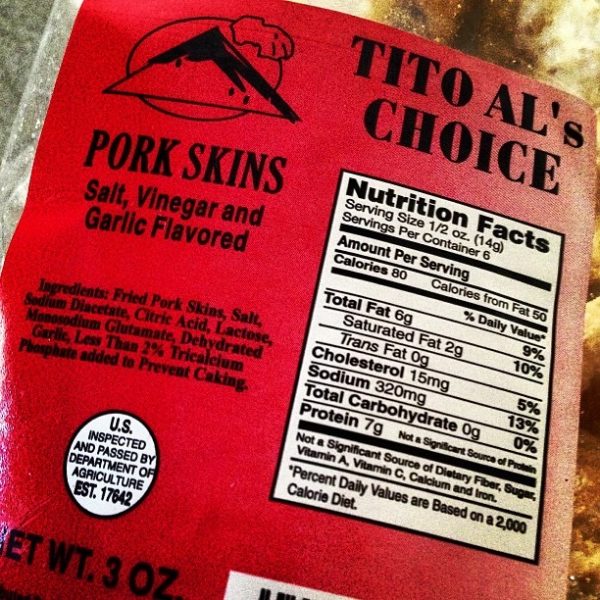 TITO AL's
CHOICE
PORK SKINS
Salt, Vinegar and
Garlic Flavored
Ingredients: Fried Pork Skins, Salt,
Sodium Diacetate, Citric Acid, Lactose,
Monosodium Glutamate, Dehydrated
Garlic, Less Than 2% Tricalcium
Phosphate added to Prevent Caking.
U.S.
INSPECTED
AND PASSED BY
DEPARTMENT OF
AGRICULTURE
EST. 17642
ET WT. 3 OZ.
Nutrition Facts
Serving Size 1/2 oz. (14g)
Servings Per Container 6
Amount Per Serving
Calories 80 Calories from Fat 50
% Daily Value*
Total Fat 6g 9%
Saturated Fat 2g 10%
Trans Fat 0g
Cholesterol 15mg 5%
Sodium 320mg 13%
Total Carbohydrate 0g 0%
Protein 7g Not a Significant Source of Protein
Not a Significant Source of Dietary Fiber, Sugar,
Vitamin A, Vitamin C, Calcium and Iron.
*Percent Daily Values are Based on a 2,000
Calorie Diet.